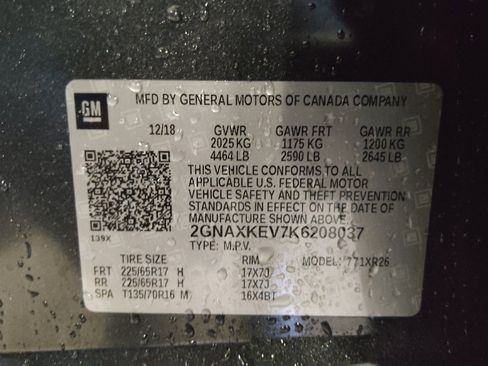 GM
MFD BY GENERAL MOTORS OF CANADA COMPANY
12/18 GVWR GAWR FRT GAWR RR
2025 KG 1175 KG 1200 KG
4464 LB 2590 LB 2645 LB
THIS VEHICLE CONFORMS TO ALL
APPLICABLE U.S. FEDERAL MOTOR
VEHICLE SAFETY AND THEFT PREVENTION
STANDARDS IN EFFECT ON THE DATE OF
MANUFACTURE SHOWN ABOVE.
2GNAXKEV7K6208037
139X TYPE: M.P.V.
TIRE SIZE RIM MODEL: 771XR26
FRT 225/65R17 H 17X7J
RR 225/65R17 H 17X7J
SPA T135/70R16 M 16X4BT